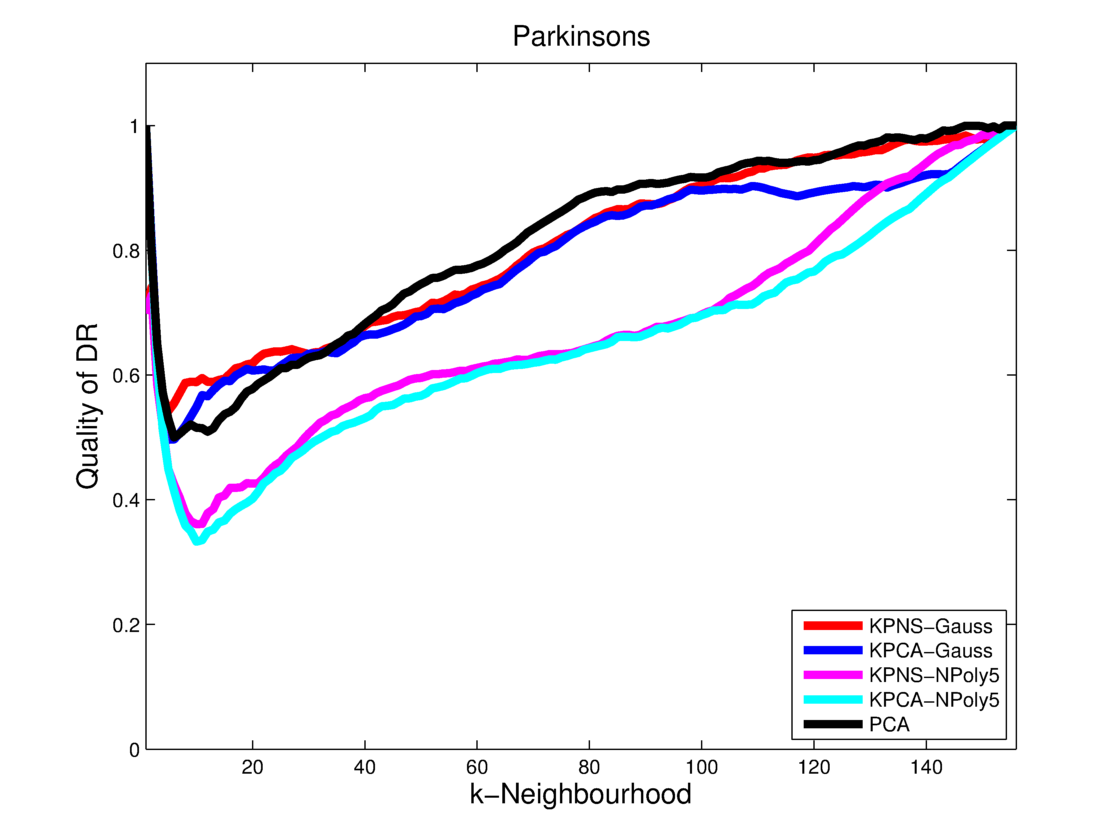 Parkinsons
Quality of DR
1
0.8
0.6
0.4
0.2
0
20 40 60 80 100 120 140
k−Neighbourhood
KPNS−Gauss
KPCA−Gauss
KPNS−NPoly5
KPCA−NPoly5
PCA